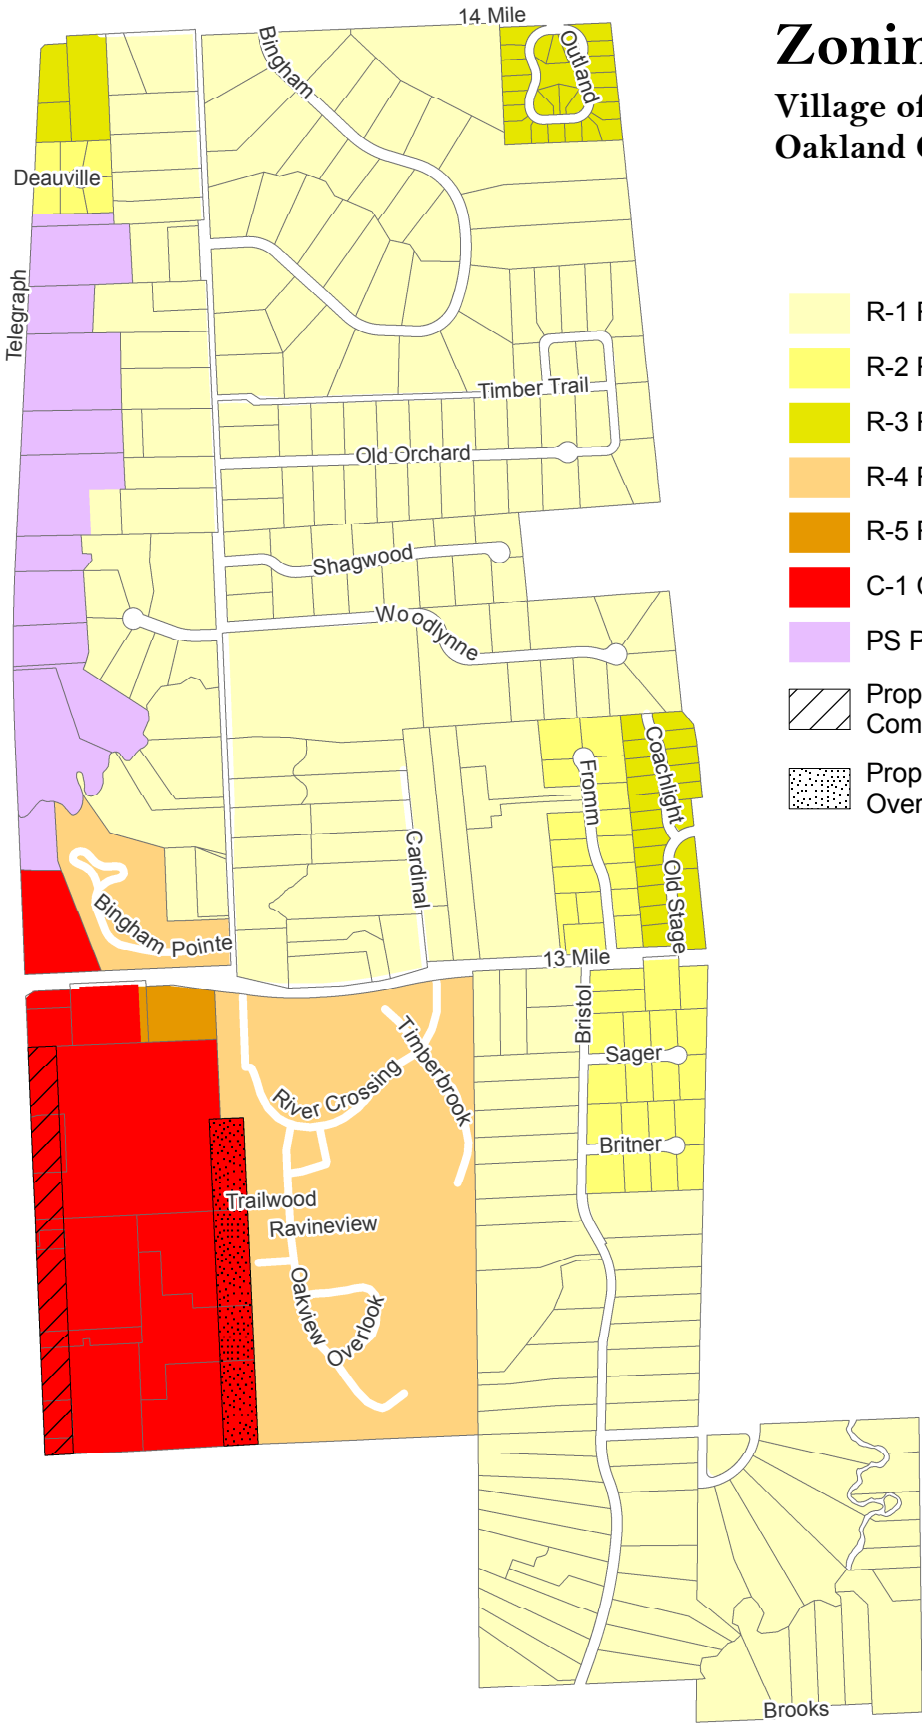 14 Mile
Bingham
Outland
Zonin
Village of
Oakland C
Deauville
Telegraph
R-1 F
R-2 F
R-3 F
R-4 F
R-5 F
C-1 C
PS P
Prop
Com
Prop
Over
Timber Trail
Old Orchard
Shagwood
Woodlynne
Fromm
Coachlight
Cardinal
Old Stage
Bingham Pointe
13 Mile
Bristol
Timberbrook
River Crossing
Sager
Britner
Trailwood
Ravineview
Oakview
Overlook
Brooks